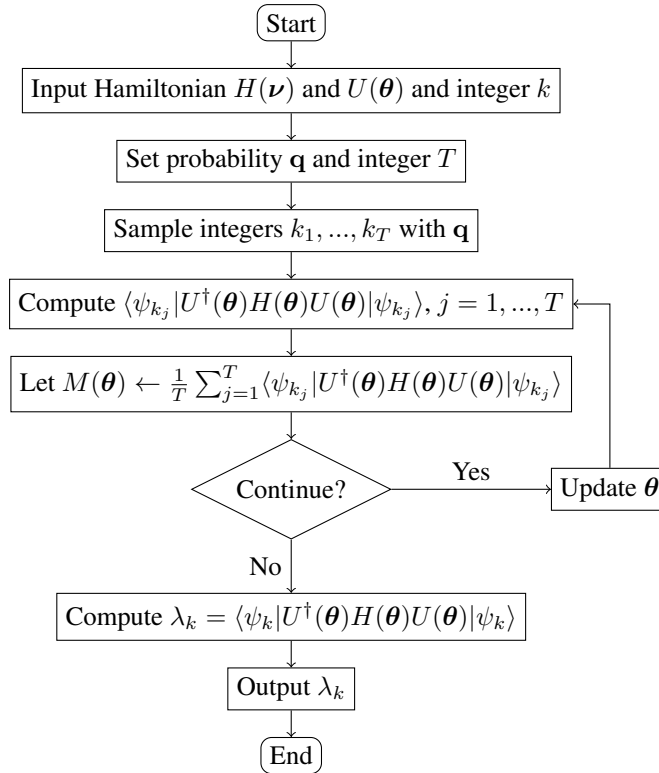 Start
Input Hamiltonian H(ν) and U(θ) and integer k
Set probability q and integer T
Sample integers k₁, ..., k_T with q
Compute ⟨ψ_{k_j}|U†(θ)H(θ)U(θ)|ψ_{k_j}⟩, j = 1, ..., T
Let M(θ) ← 1/T ∑_{j=1}^{T} ⟨ψ_{k_j}|U†(θ)H(θ)U(θ)|ψ_{k_j}⟩
Continue?
Yes
Update θ
No
Compute λ_k = ⟨ψ_k|U†(θ)H(θ)U(θ)|ψ_k⟩
Output λ_k
End